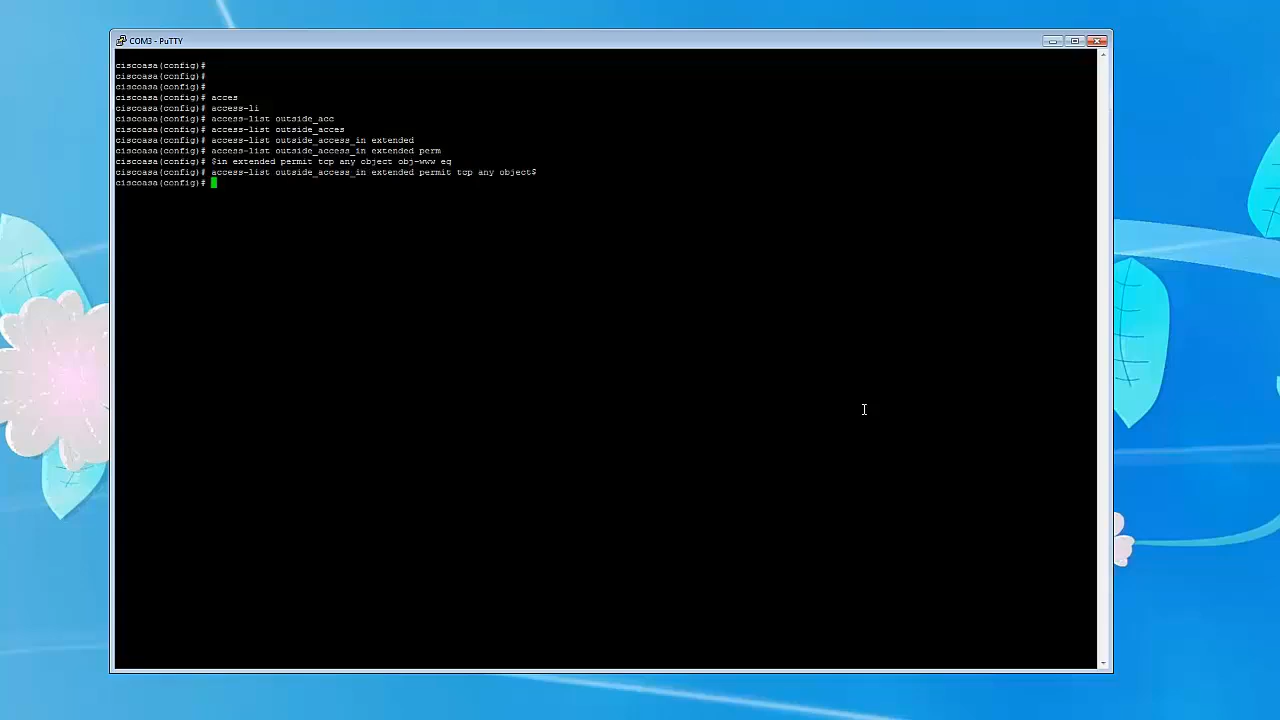 COM3 - PuTTY
ciscoasa(config)#
ciscoasa(config)#
ciscoasa(config)#
ciscoasa(config)# acces
ciscoasa(config)# access-li
ciscoasa(config)# access-list outside_acc
ciscoasa(config)# access-list outside_acces
ciscoasa(config)# access-list outside_access_in extended
ciscoasa(config)# access-list outside_access_in extended perm
ciscoasa(config)# $in extended permit tcp any object obj-www eq
ciscoasa(config)# access-list outside_access_in extended permit tcp any object$
ciscoasa(config)#